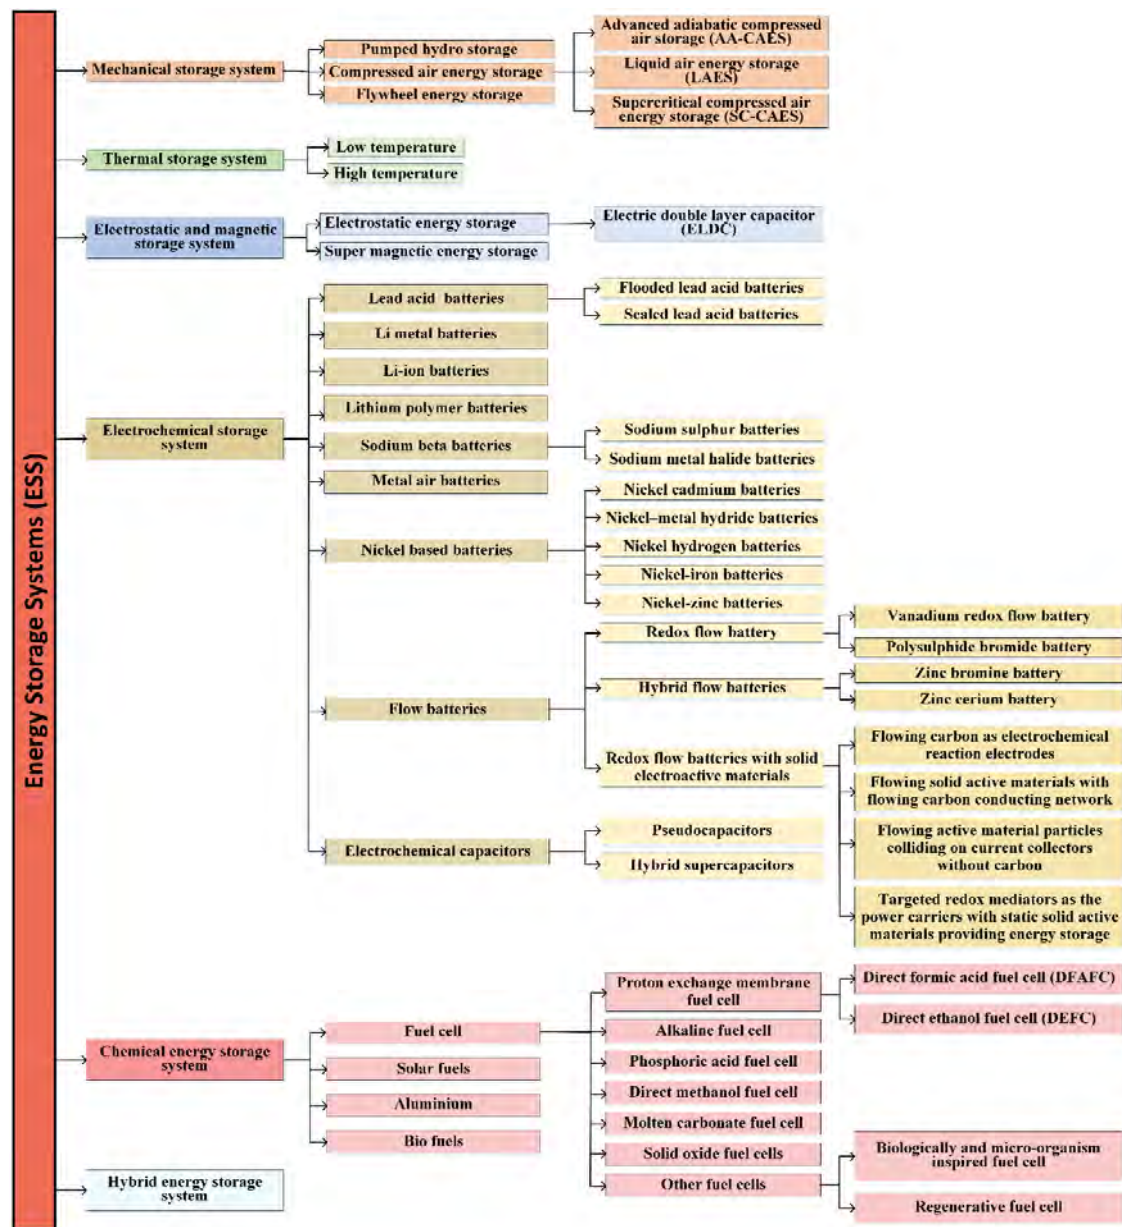 Energy Storage Systems (ESS)
Mechanical storage system
Pumped hydro storage
Compressed air energy storage
Flywheel energy storage
Advanced adiabatic compressed
air storage (AA-CAES)
Liquid air energy storage
(LAES)
Supercritical compressed air
energy storage (SC-CAES)
Thermal storage system
Low temperature
High temperature
Electrostatic and magnetic
storage system
Electrostatic energy storage
Super magnetic energy storage
Electric double layer capacitor
(ELDC)
Electrochemical storage
system
Lead acid batteries
Flooded lead acid batteries
Sealed lead acid batteries
Li metal batteries
Li-ion batteries
Lithium polymer batteries
Sodium beta batteries
Sodium sulphur batteries
Sodium metal halide batteries
Metal air batteries
Nickel based batteries
Nickel cadmium batteries
Nickel–metal hydride batteries
Nickel hydrogen batteries
Nickel-iron batteries
Nickel-zinc batteries
Flow batteries
Redox flow battery
Vanadium redox flow battery
Polysulphide bromide battery
Hybrid flow batteries
Zinc bromine battery
Zinc cerium battery
Redox flow batteries with solid
electroactive materials
Flowing carbon as electrochemical
reaction electrodes
Flowing solid active materials with
flowing carbon conducting network
Flowing active material particles
colliding on current collectors
without carbon
Targeted redox mediators as the
power carriers with static solid active
materials providing energy storage
Electrochemical capacitors
Pseudocapacitors
Hybrid supercapacitors
Chemical energy storage
system
Fuel cell
Solar fuels
Aluminium
Bio fuels
Proton exchange membrane
fuel cell
Direct formic acid fuel cell (DFAFC)
Direct ethanol fuel cell (DEFC)
Alkaline fuel cell
Phosphoric acid fuel cell
Direct methanol fuel cell
Molten carbonate fuel cell
Solid oxide fuel cells
Other fuel cells
Biologically and micro-organism
inspired fuel cell
Regenerative fuel cell
Hybrid energy storage
system